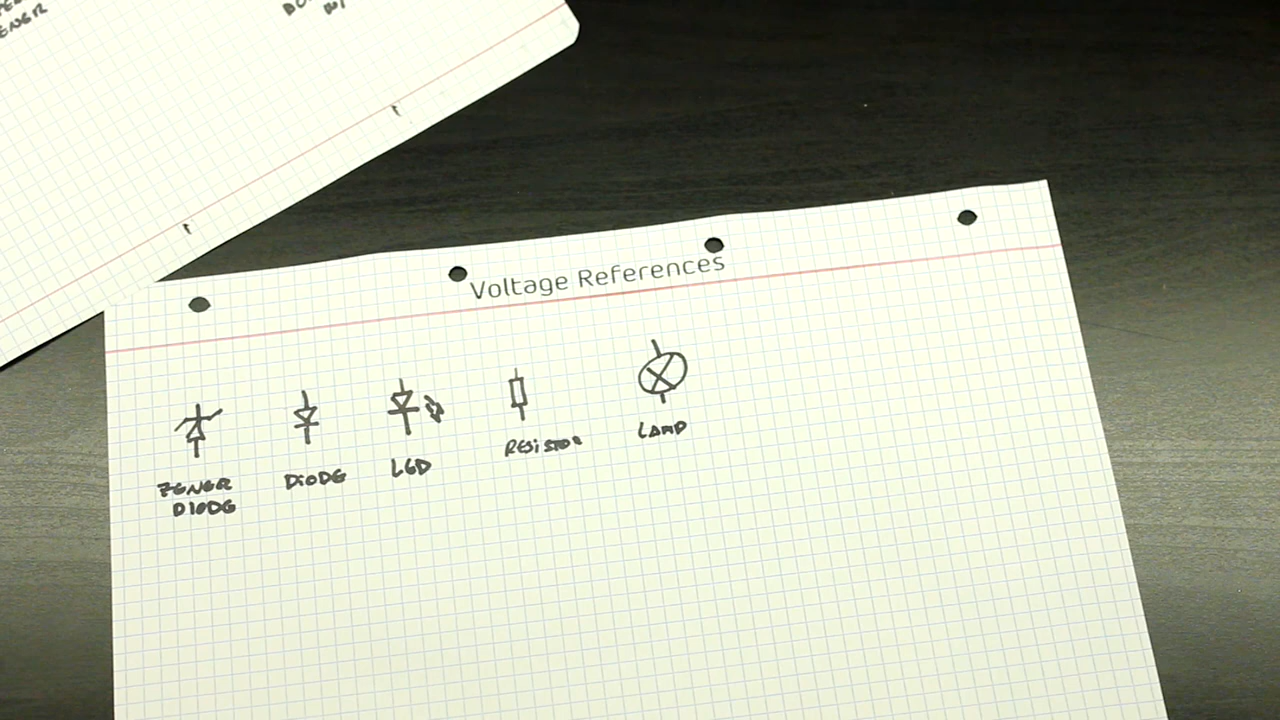 Voltage References
ZENER
DIODE
DIODE
LED
RESISTOR
LAMP